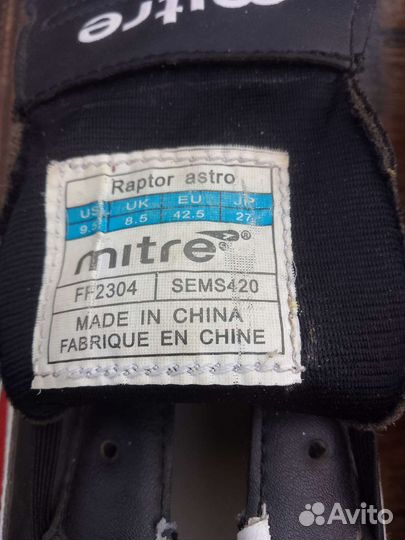 mitre
Raptor astro
US UK EU JP
9.5 8.5 42.5 27
mitre
FF2304 SEMS420
MADE IN CHINA
FABRIQUE EN CHINE
Avito